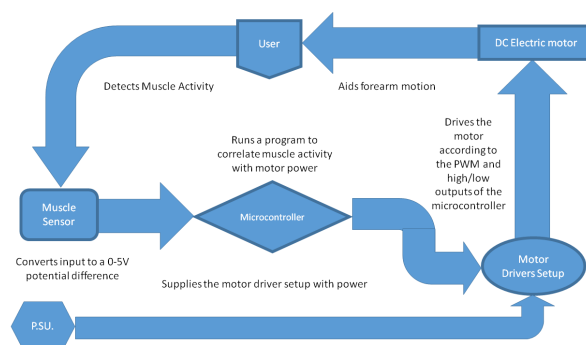 User
DC Electric motor
Detects Muscle Activity
Aids forearm motion
Runs a program to
correlate muscle activity
with motor power
Drives the
motor
according to
the PWM and
high/low
outputs of the
microcontroller
Muscle
Sensor
Microcontroller
Converts input to a 0-5V
potential difference
Motor
Drivers Setup
Supplies the motor driver setup with power
P.SU.